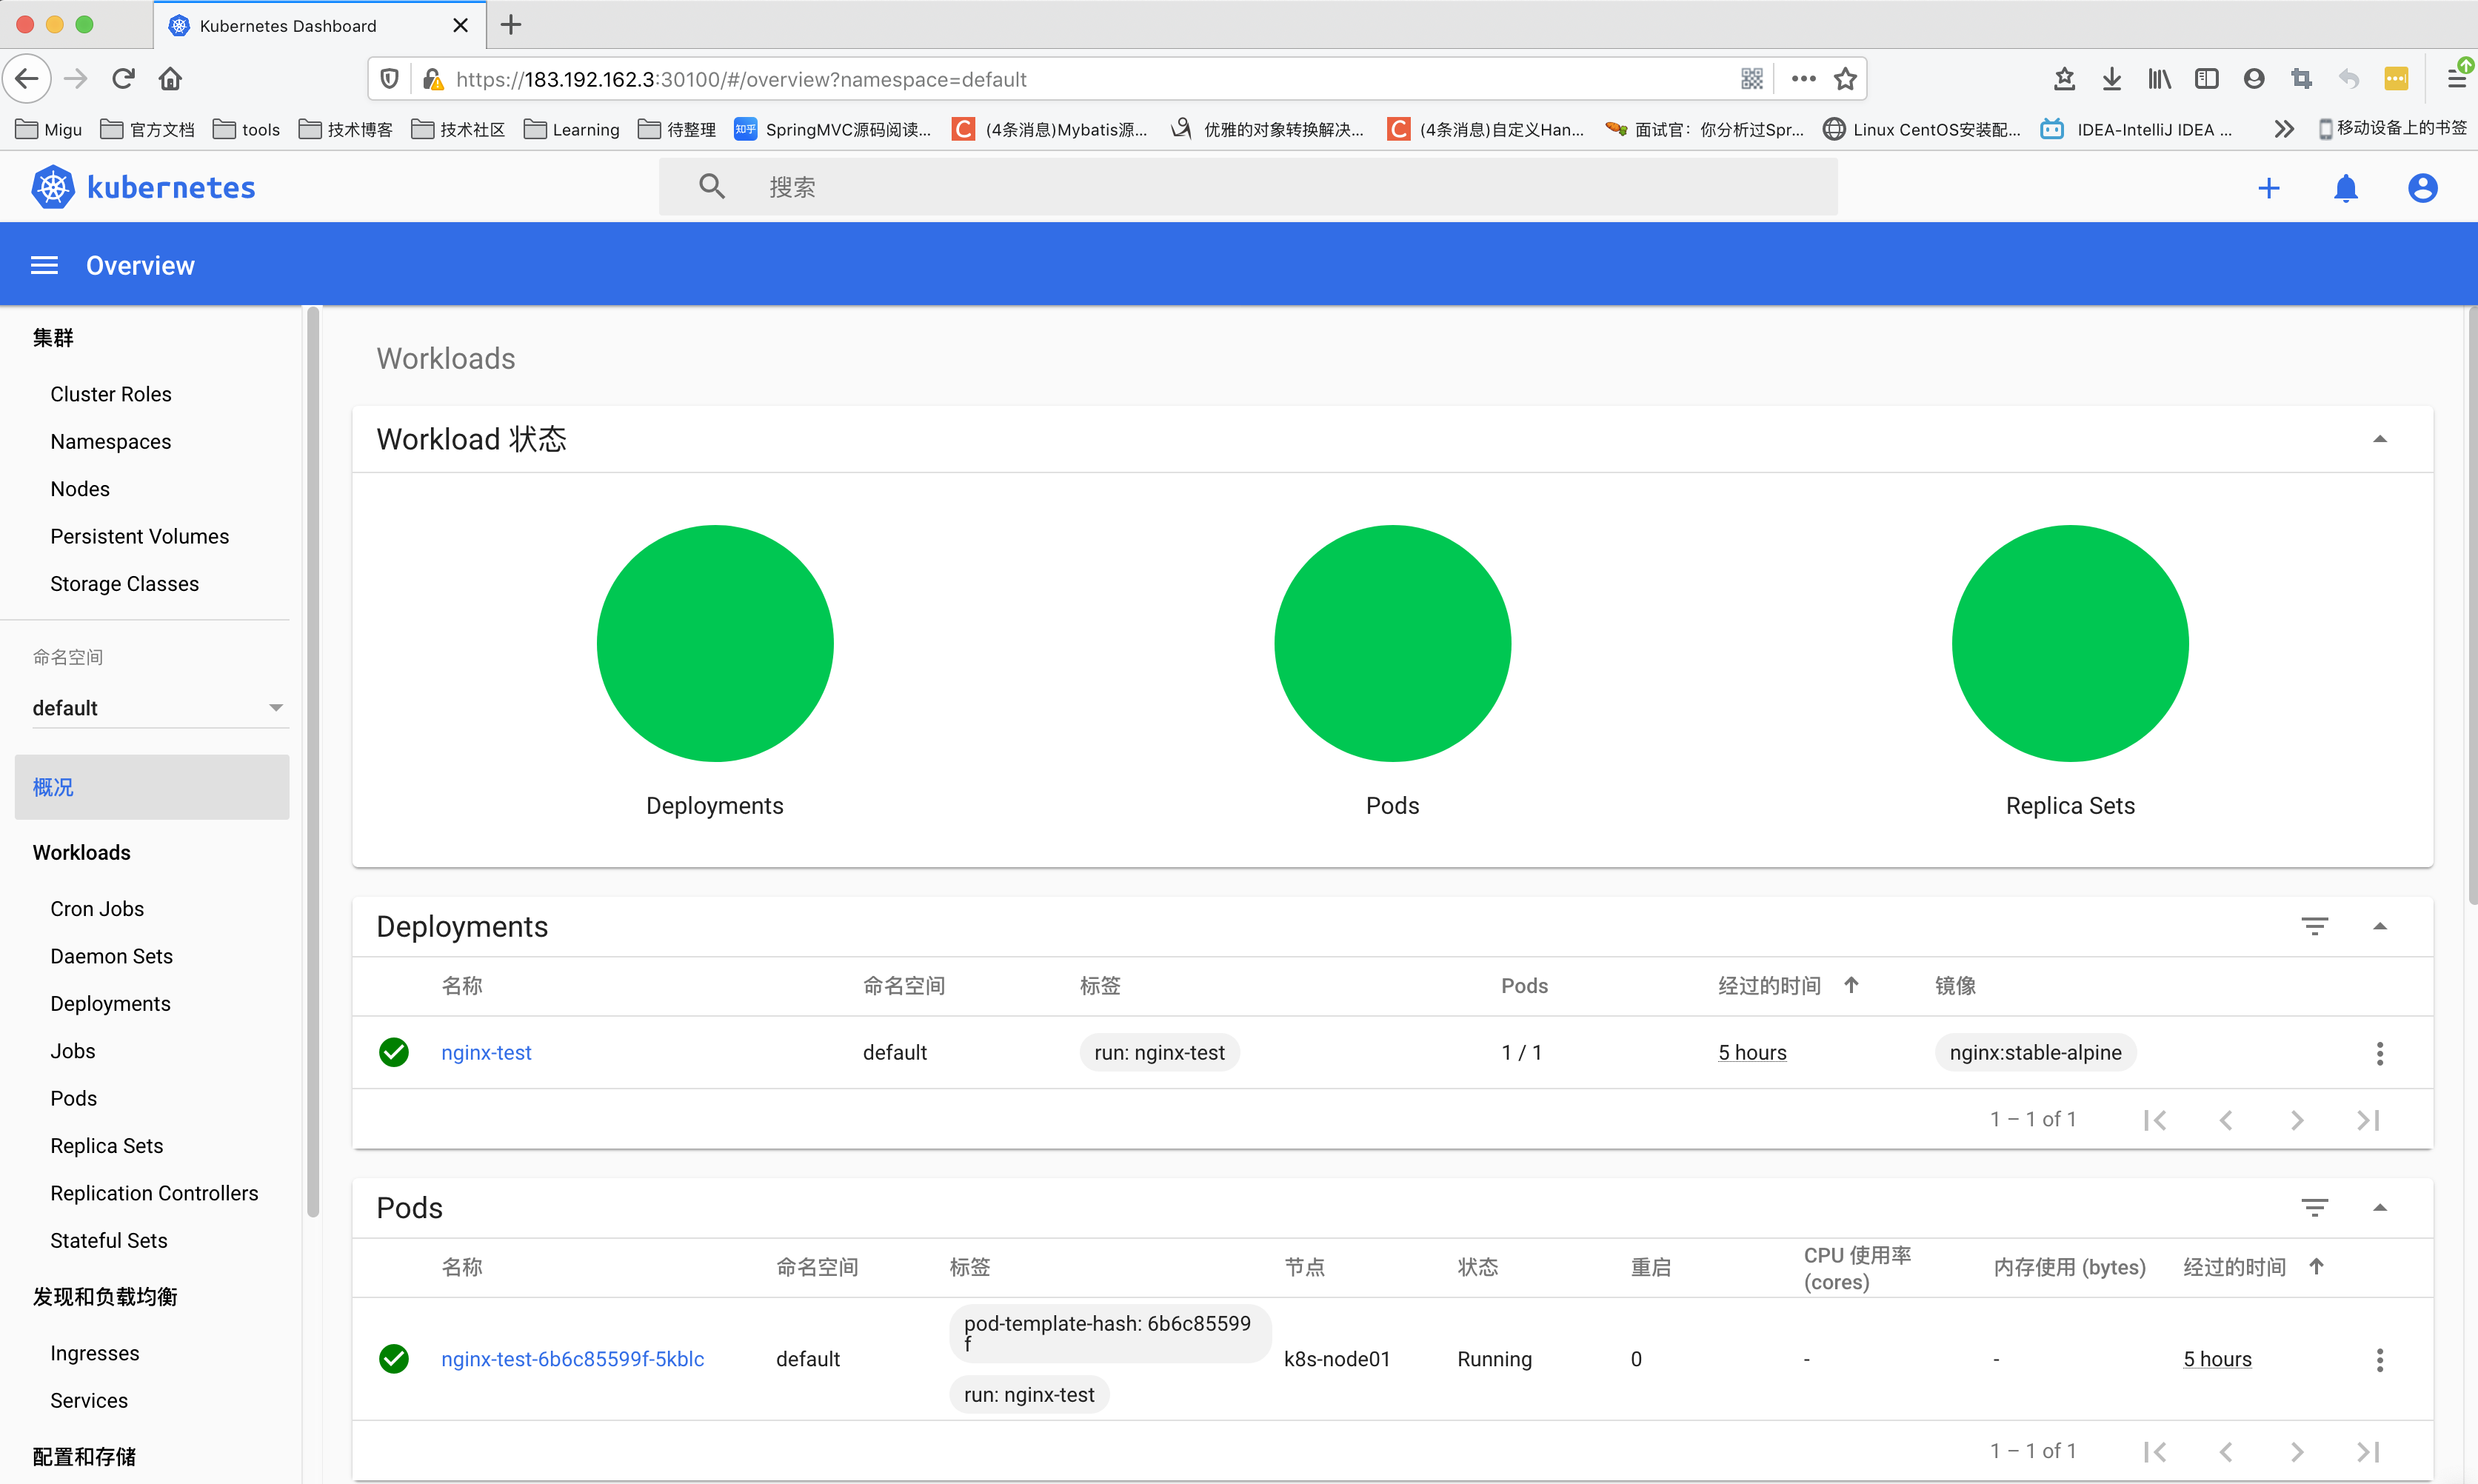 Kubernetes Dashboard
https://183.192.162.3:30100/#/overview?namespace=default
Migu
官方文档
tools
技术博客
技术社区
Learning
待整理
知乎
SpringMVC源码阅读...
C
(4条消息)Mybatis源...
优雅的对象转换解决...
C
(4条消息)自定义Han...
面试官：你分析过Spr...
Linux CentOS安装配...
IDEA-IntelliJ IDEA ...
移动设备上的书签
kubernetes
搜索
Overview
集群
Cluster Roles
Namespaces
Nodes
Persistent Volumes
Storage Classes
命名空间
default
概况
Workloads
Cron Jobs
Daemon Sets
Deployments
Jobs
Pods
Replica Sets
Replication Controllers
Stateful Sets
发现和负载均衡
Ingresses
Services
配置和存储
Workloads
Workload 状态
Deployments
Pods
Replica Sets
Deployments
名称 命名空间 标签 Pods 经过的时间 镜像
nginx-test default run: nginx-test 1 / 1 5 hours nginx:stable-alpine
1 – 1 of 1
Pods
名称 命名空间 标签 节点 状态 重启 CPU 使用率 (cores) 内存使用 (bytes) 经过的时间
pod-template-hash: 6b6c85599
f
nginx-test-6b6c85599f-5kblc default k8s-node01 Running 0 - - 5 hours
run: nginx-test
1 – 1 of 1